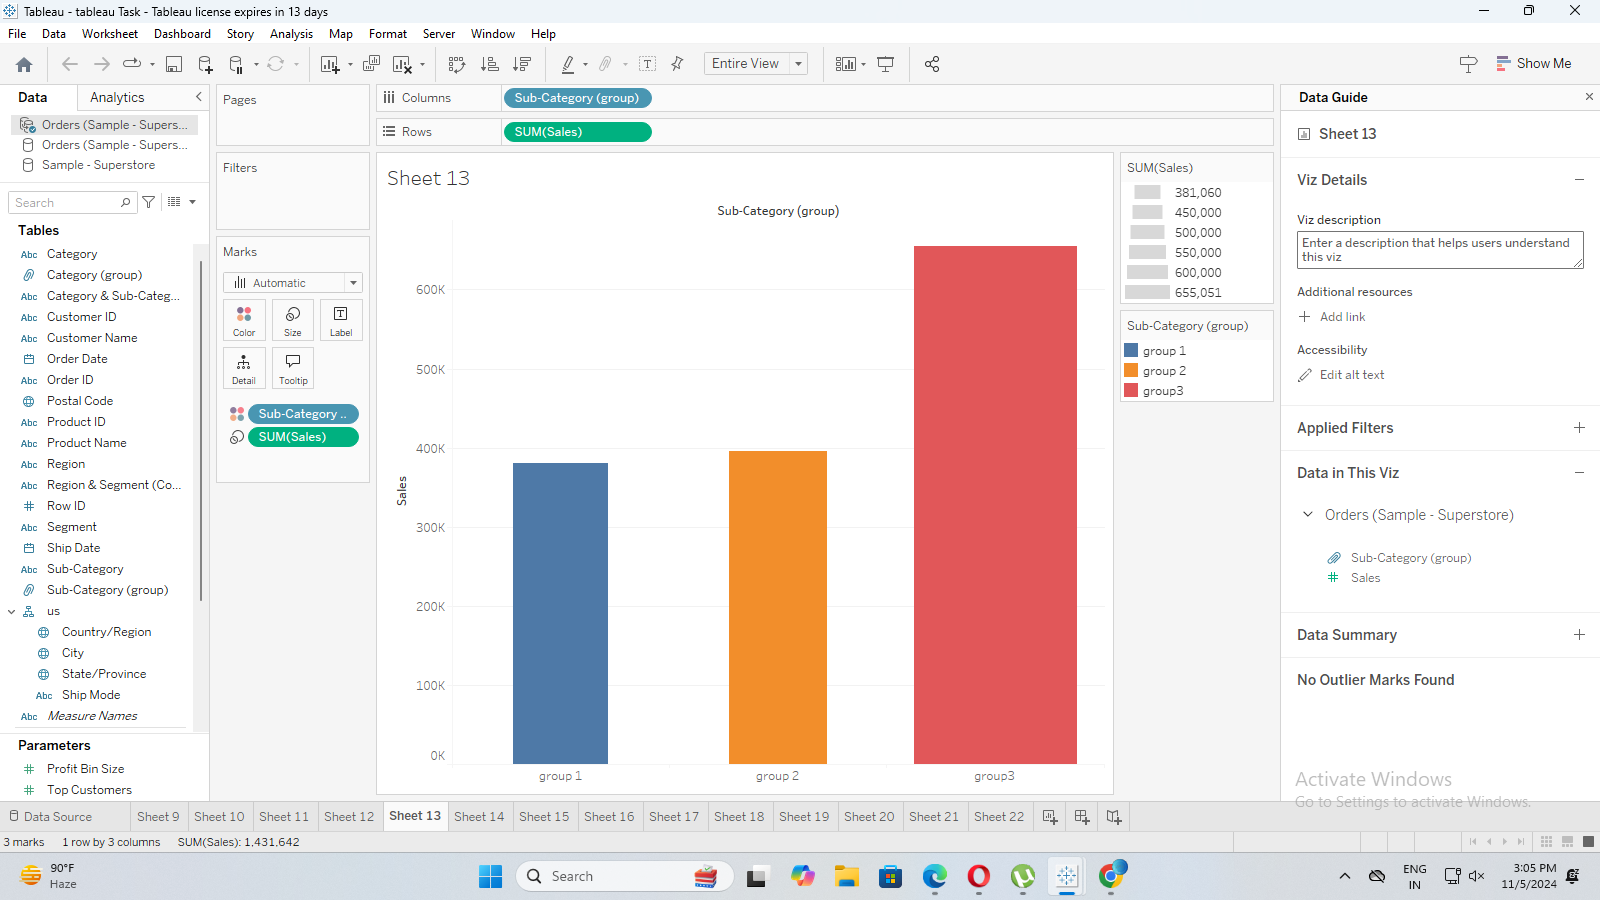 Tableau - tableau Task - Tableau license expires in 13 days
File Data Worksheet Dashboard Story Analysis Map Format Server Window Help
Entire View
Show Me
Data Analytics
Orders (Sample - Supers...
Orders (Sample - Supers...
Sample - Superstore
Search
Tables
Abc Category
Category (group)
Abc Category & Sub-Categ...
Abc Customer ID
Abc Customer Name
Order Date
Abc Order ID
Postal Code
Abc Product ID
Abc Product Name
Abc Region
Abc Region & Segment (Co...
Row ID
Abc Segment
Ship Date
Abc Sub-Category
Sub-Category (group)
us
Country/Region
City
State/Province
Abc Ship Mode
Abc Measure Names
Parameters
Profit Bin Size
Top Customers
Pages
Filters
Marks
Automatic
Color Size Label
Detail Tooltip
Sub-Category ..
SUM(Sales)
Columns Sub-Category (group)
Rows SUM(Sales)
Sheet 13
Sub-Category (group)
Sales
600K
500K
400K
300K
200K
100K
0K
group 1 group 2 group3
SUM(Sales)
381,060
450,000
500,000
550,000
600,000
655,051
Sub-Category (group)
group 1
group 2
group3
Data Guide
Sheet 13
Viz Details
Viz description
Enter a description that helps users understand
this viz
Additional resources
Add link
Accessibility
Edit alt text
Applied Filters
Data in This Viz
Orders (Sample - Superstore)
Sub-Category (group)
Sales
Data Summary
No Outlier Marks Found
Activate Windows
Go to Settings to activate Windows.
Data Source Sheet 9 Sheet 10 Sheet 11 Sheet 12 Sheet 13 Sheet 14 Sheet 15 Sheet 16 Sheet 17 Sheet 18 Sheet 19 Sheet 20 Sheet 21 Sheet 22
3 marks 1 row by 3 columns SUM(Sales): 1,431,642
90°F
Haze
Search
ENG
IN
3:05 PM
11/5/2024